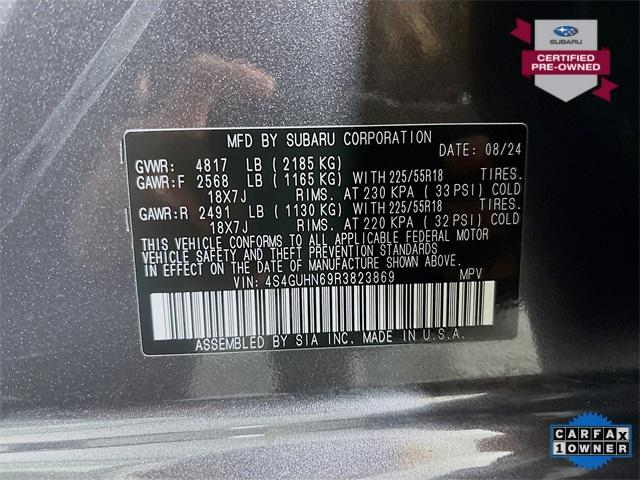 SUBARU
CERTIFIED
PRE-OWNED
MFD BY SUBARU CORPORATION
DATE: 08/24
GVWR: 4817 LB (2185 KG)
GAWR:F 2568 LB (1165 KG) WITH 225/55R18 TIRES.
18X7J RIMS. AT 230 KPA (33 PSI) COLD
GAWR:R 2491 LB (1130 KG) WITH 225/55R18 TIRES.
18X7J RIMS. AT 220 KPA (32 PSI) COLD
THIS VEHICLE CONFORMS TO ALL APPLICABLE FEDERAL MOTOR
VEHICLE SAFETY AND THEFT PREVENTION STANDARDS
IN EFFECT ON THE DATE OF MANUFACTURE SHOWN ABOVE.
VIN: 4S4GUHN69R3823869 MPV
ASSEMBLED BY SIA INC. MADE IN U.S.A.
CARFAX
1 OWNER